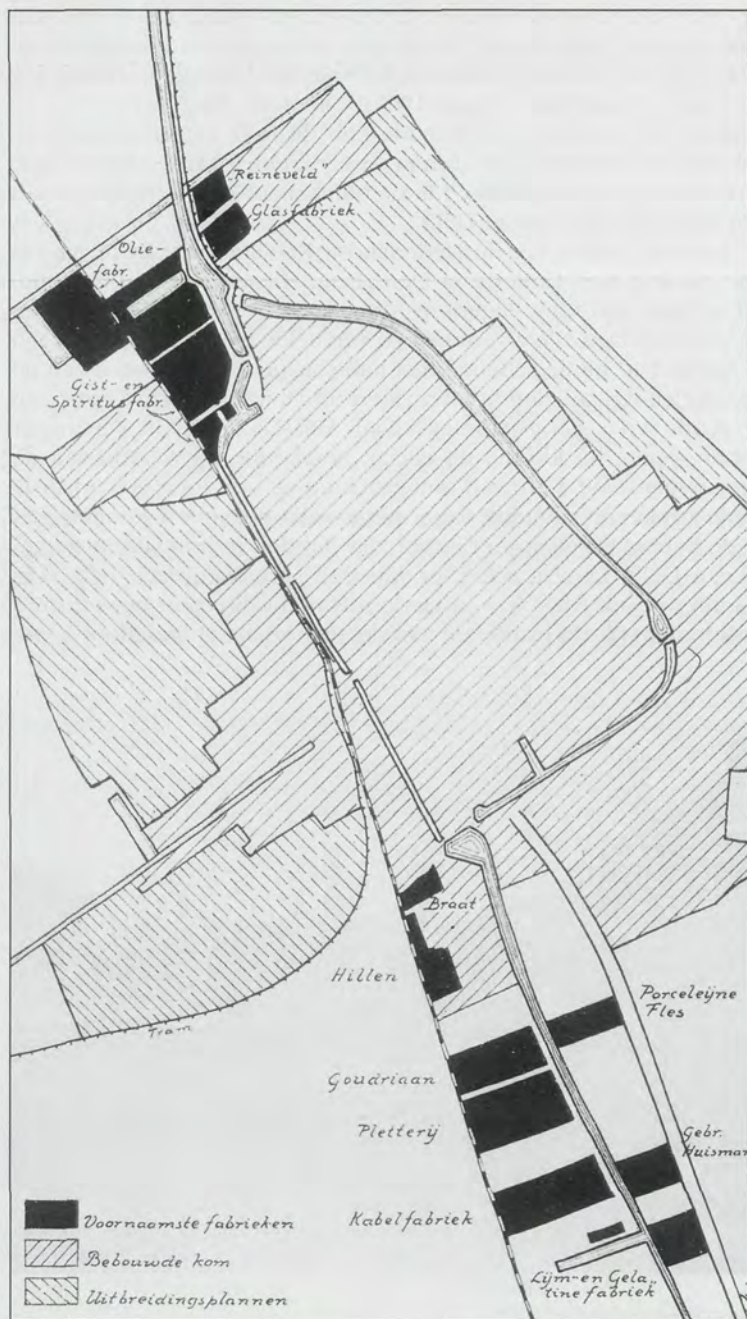 „Reineveld"
Glasfabriek
Olie-
fabr.
Gist- en
Spiritusfabr.
„Braat"
Hillen
Tram
Porceleijne
Fles
Goudriaan
Pletterij
Gebr.
Huisman
Kabelfabriek
Lijm- en Gela„
tine fabriek
Voornaamste fabrieken
Bebouwde kom
Uitbreidingsplannen